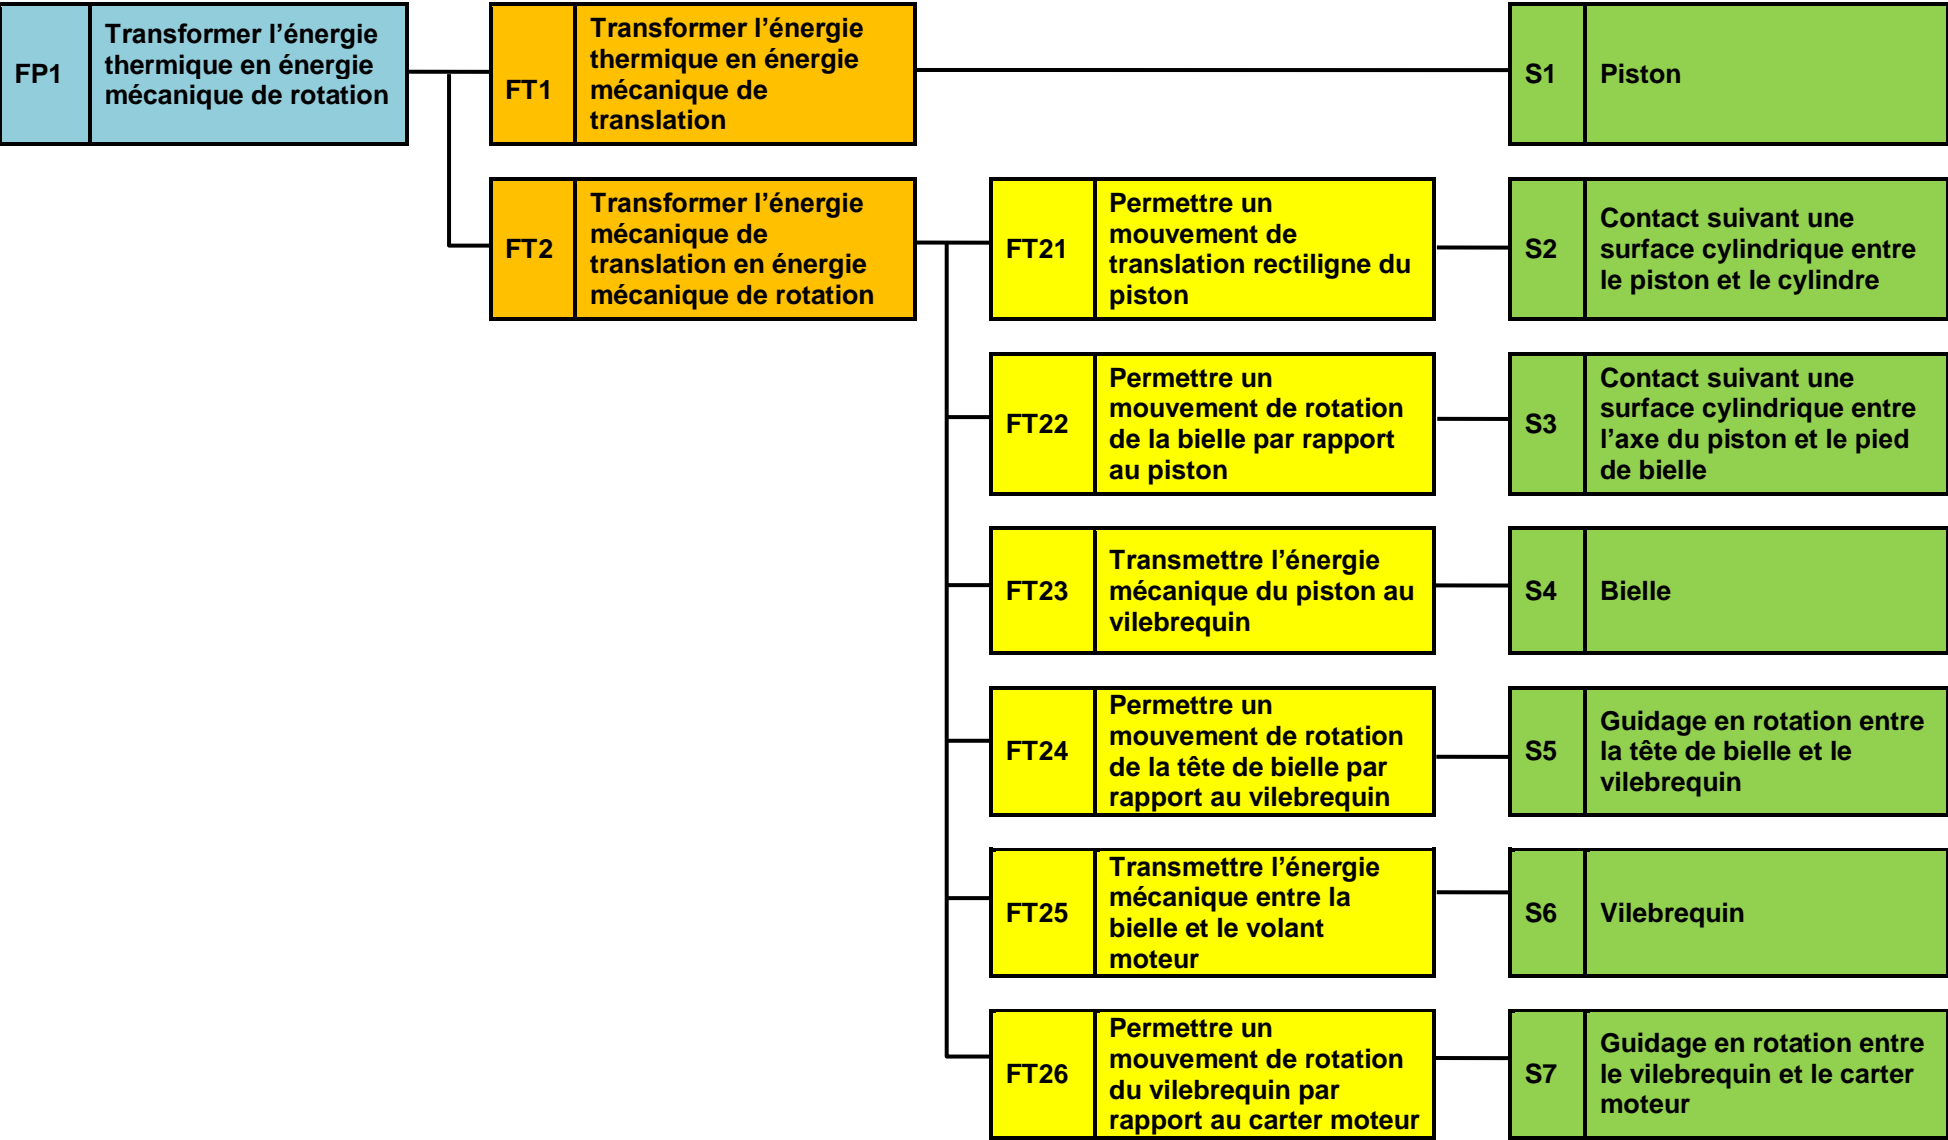 FP1
Transformer l’énergie
thermique en énergie
mécanique de rotation
FT1
Transformer l’énergie
thermique en énergie
mécanique de
translation
S1
Piston
FT2
Transformer l’énergie
mécanique de
translation en énergie
mécanique de rotation
FT21
Permettre un
mouvement de
translation rectiligne du
piston
S2
Contact suivant une
surface cylindrique entre
le piston et le cylindre
FT22
Permettre un
mouvement de rotation
de la bielle par rapport
au piston
S3
Contact suivant une
surface cylindrique entre
l’axe du piston et le pied
de bielle
FT23
Transmettre l’énergie
mécanique du piston au
vilebrequin
S4
Bielle
FT24
Permettre un
mouvement de rotation
de la tête de bielle par
rapport au vilebrequin
S5
Guidage en rotation entre
la tête de bielle et le
vilebrequin
FT25
Transmettre l’énergie
mécanique entre la
bielle et le volant
moteur
S6
Vilebrequin
FT26
Permettre un
mouvement de rotation
du vilebrequin par
rapport au carter moteur
S7
Guidage en rotation entre
le vilebrequin et le carter
moteur